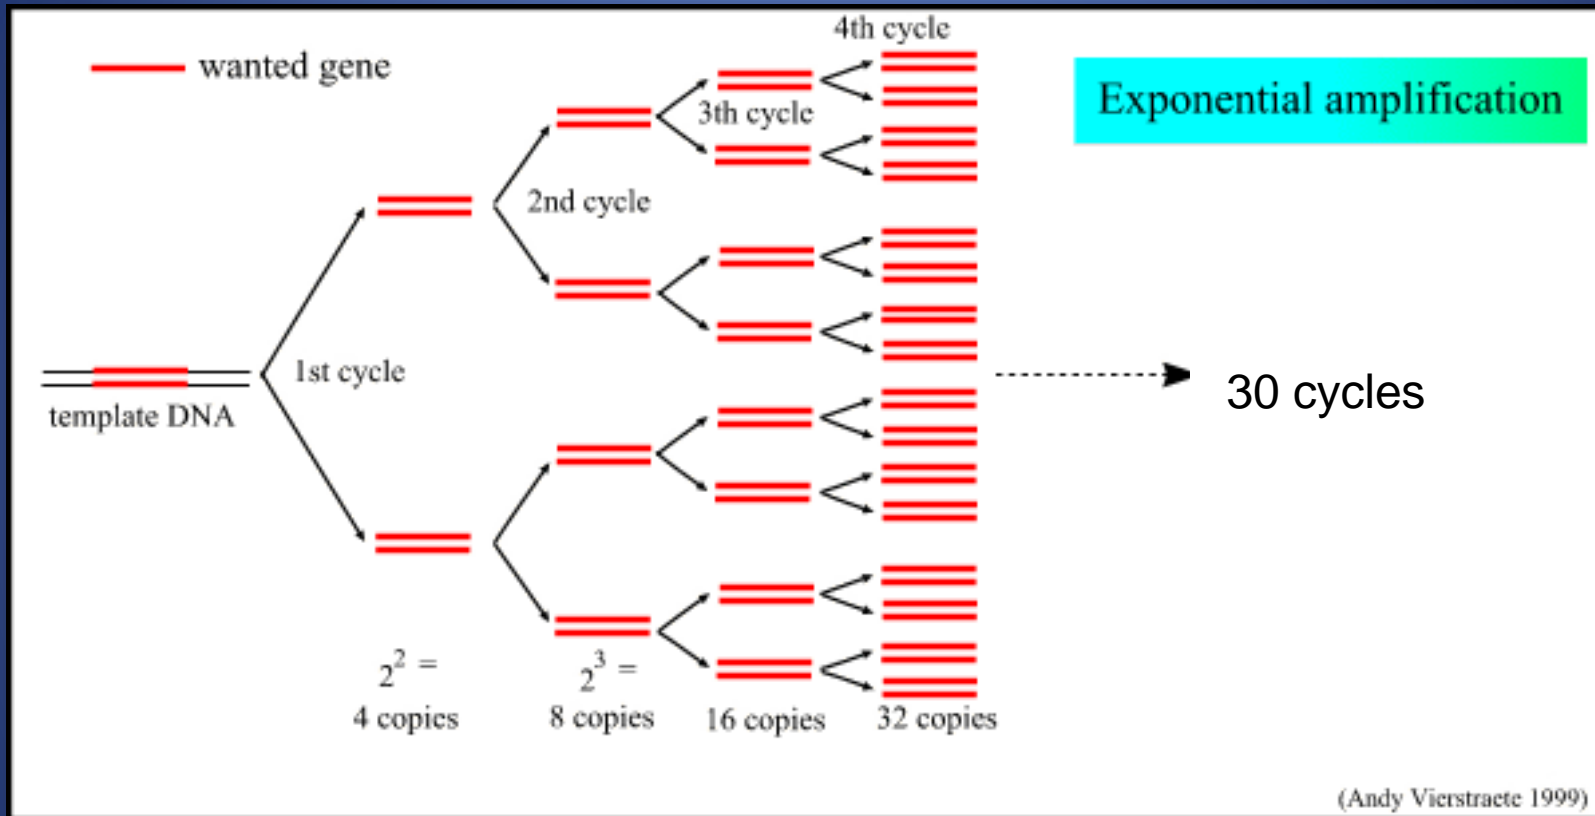 4th cycle
wanted gene
Exponential amplification
3th cycle
2nd cycle
1st cycle
template DNA
30 cycles
2² =
4 copies
2³ =
8 copies
16 copies
32 copies
(Andy Vierstraete 1999)